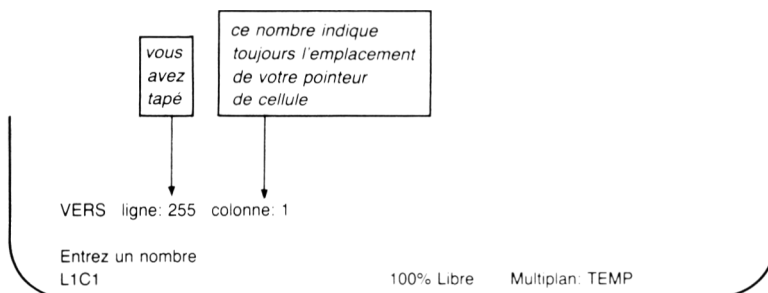 vous
avez
tapé
ce nombre indique
toujours l'emplacement
de votre pointeur
de cellule
VERS ligne: 255 colonne: 1
Entrez un nombre
L1C1 100% Libre Multiplan: TEMP